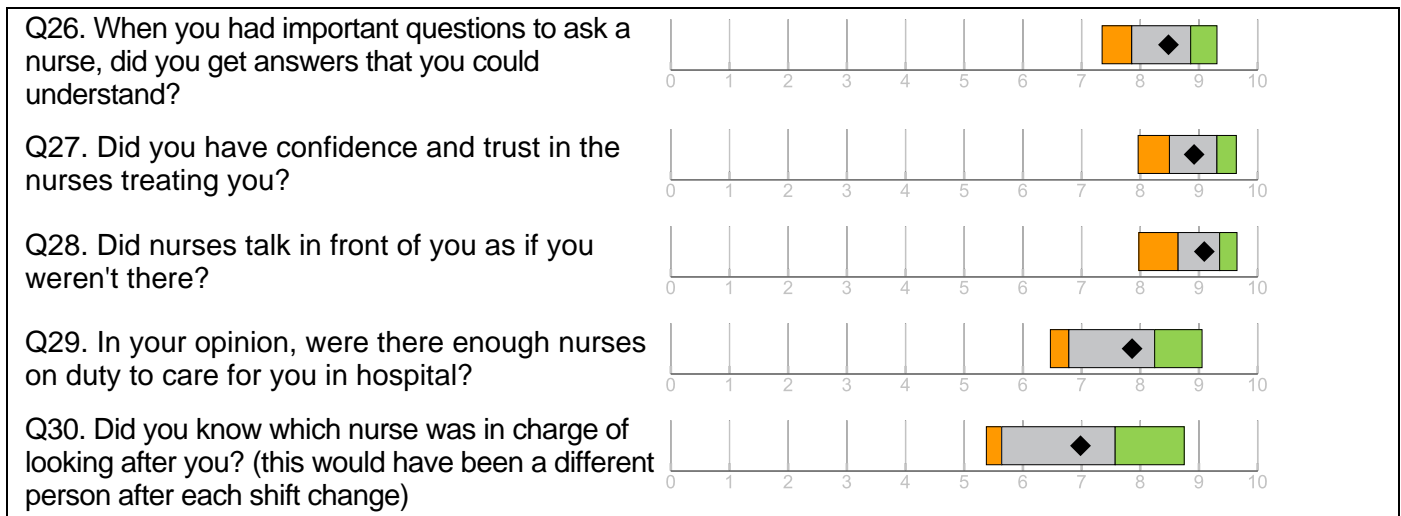 Q26. When you had important questions to ask a
nurse, did you get answers that you could
understand?
0 1 2 3 4 5 6 7 8 9 10
Q27. Did you have confidence and trust in the
nurses treating you?
0 1 2 3 4 5 6 7 8 9 10
Q28. Did nurses talk in front of you as if you
weren't there?
0 1 2 3 4 5 6 7 8 9 10
Q29. In your opinion, were there enough nurses
on duty to care for you in hospital?
0 1 2 3 4 5 6 7 8 9 10
Q30. Did you know which nurse was in charge of
looking after you? (this would have been a different
person after each shift change)
0 1 2 3 4 5 6 7 8 9 10